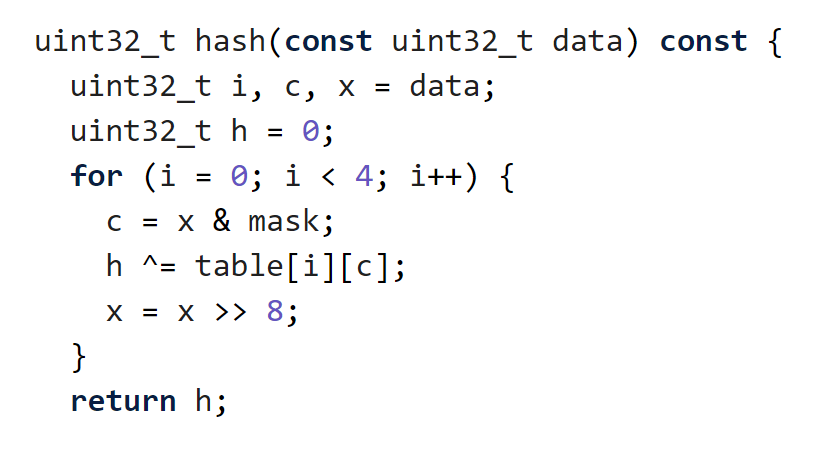 uint32_t hash(const uint32_t data) const {
  uint32_t i, c, x = data;
  uint32_t h = 0;
  for (i = 0; i < 4; i++) {
    c = x & mask;
    h ^= table[i][c];
    x = x >> 8;
  }
  return h;